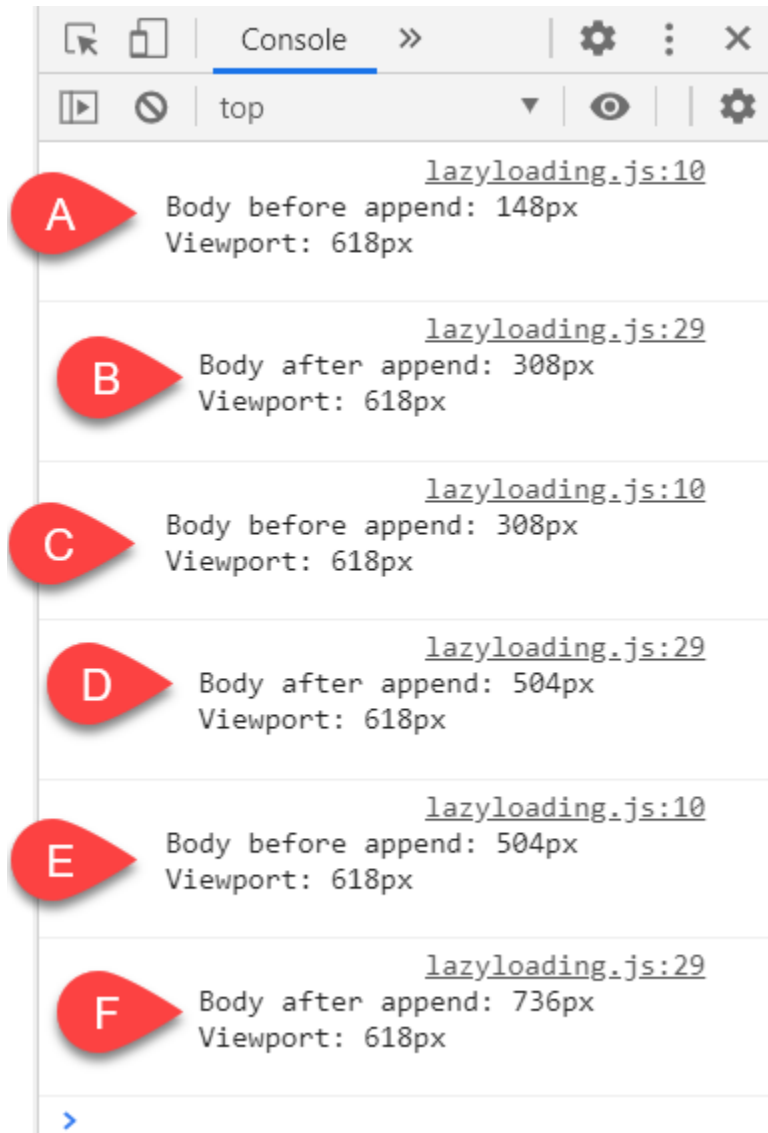 Console »
top
lazyloading.js:10
A Body before append: 148px
Viewport: 618px
lazyloading.js:29
B Body after append: 308px
Viewport: 618px
lazyloading.js:10
C Body before append: 308px
Viewport: 618px
lazyloading.js:29
D Body after append: 504px
Viewport: 618px
lazyloading.js:10
E Body before append: 504px
Viewport: 618px
lazyloading.js:29
F Body after append: 736px
Viewport: 618px
>